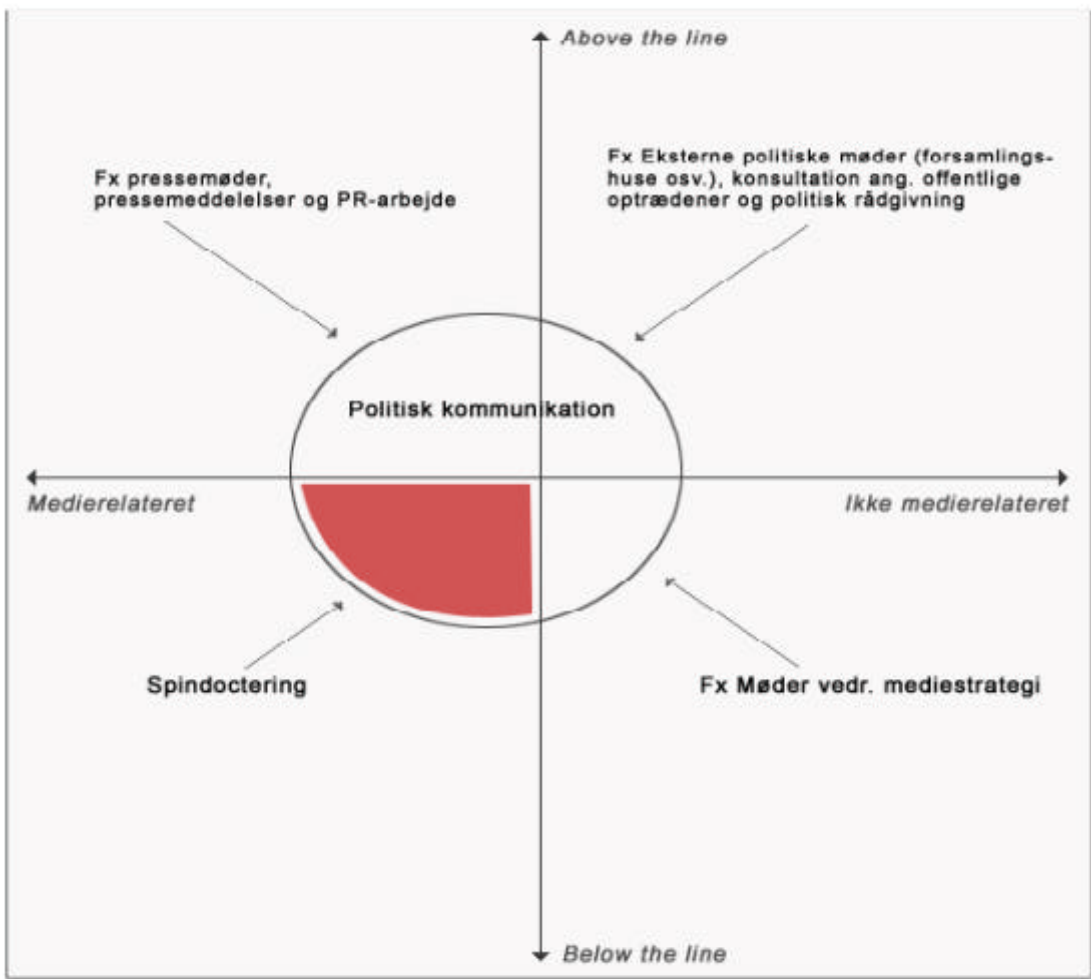 Above the line
Fx Eksterne politiske møder (forsamlings-
huse osv.), konsultation ang. offentlige
optrædener og politisk rådgivning
Fx pressemøder,
pressemeddelelser og PR-arbejde
Politisk kommunikation
Medierelateret
Ikke medierelateret
Spindoctering
Fx Møder vedr. mediestrategi
Below the line